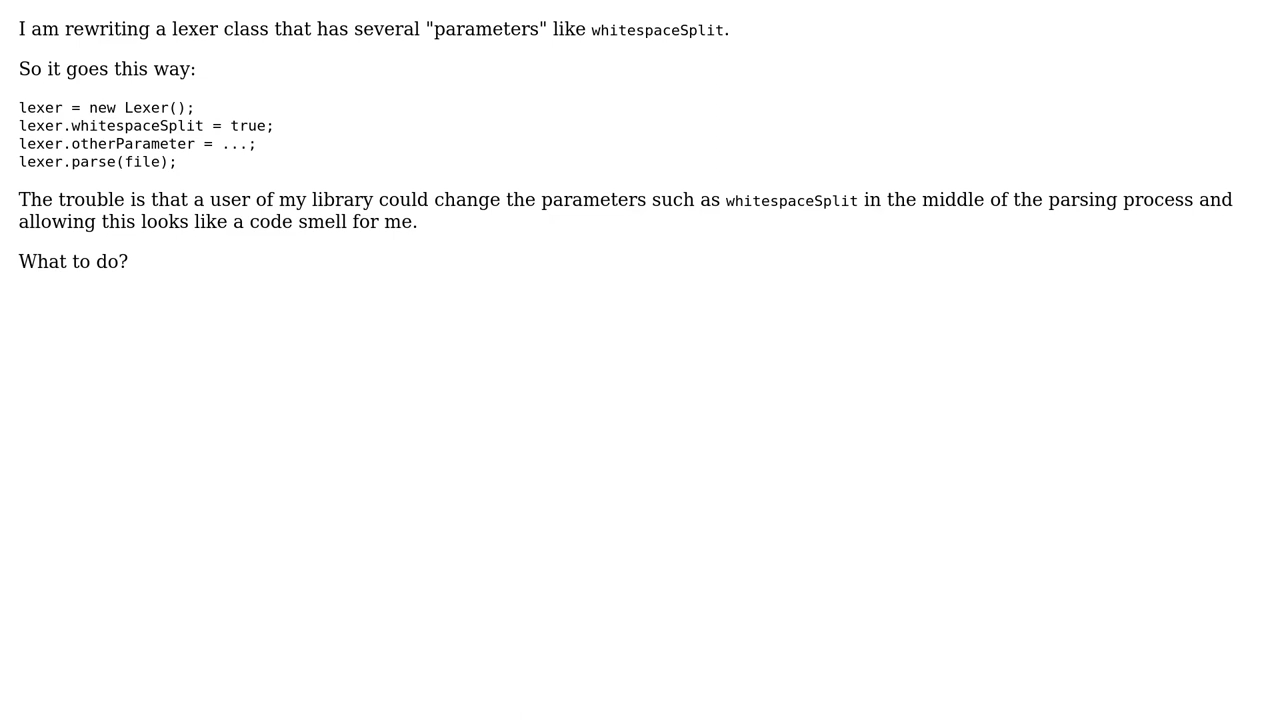 I am rewriting a lexer class that has several "parameters" like whitespaceSplit.
So it goes this way:
lexer = new Lexer();
lexer.whitespaceSplit = true;
lexer.otherParameter = ...;
lexer.parse(file);
The trouble is that a user of my library could change the parameters such as whitespaceSplit in the middle of the parsing process and
allowing this looks like a code smell for me.
What to do?